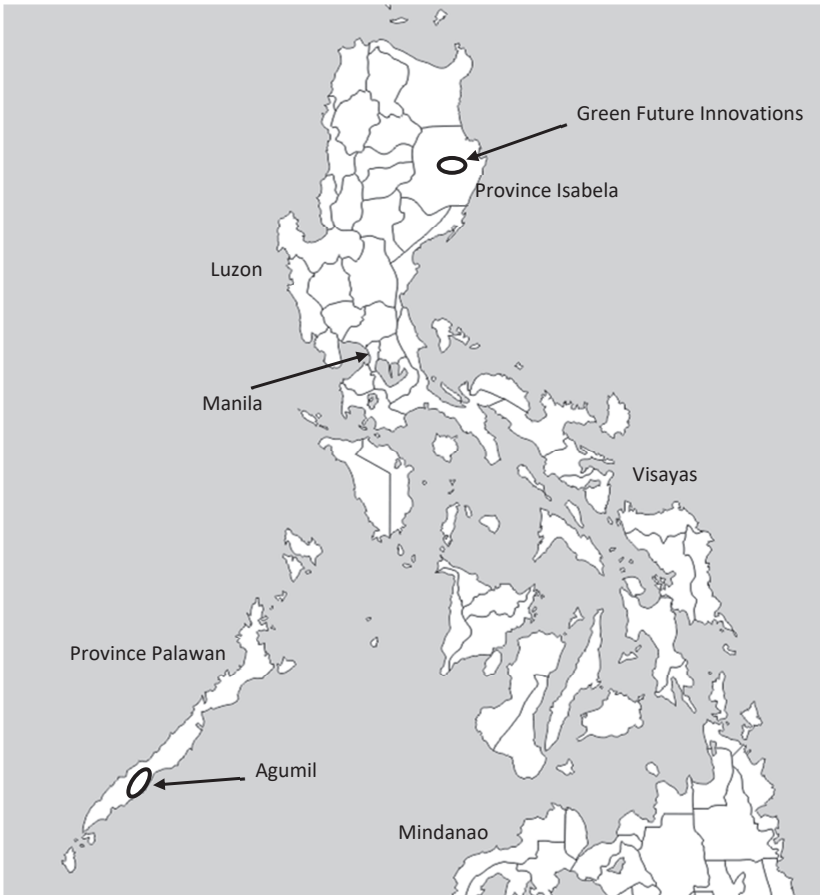 Green Future Innovations
Province Isabela
Luzon
Manila
Visayas
Province Palawan
Agumil
Mindanao